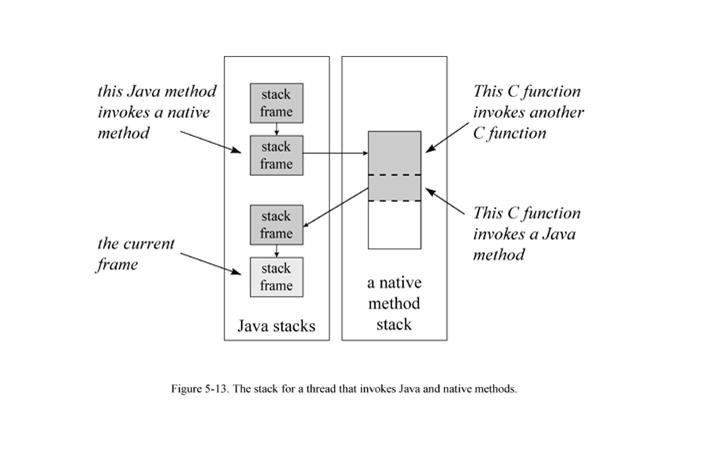 this Java method
invokes a native
method
stack
frame
stack
frame
This C function
invokes another
C function
stack
frame
the current
frame
stack
frame
This C function
invokes a Java
method
Java stacks
a native
method
stack
Figure 5-13. The stack for a thread that invokes Java and native methods.